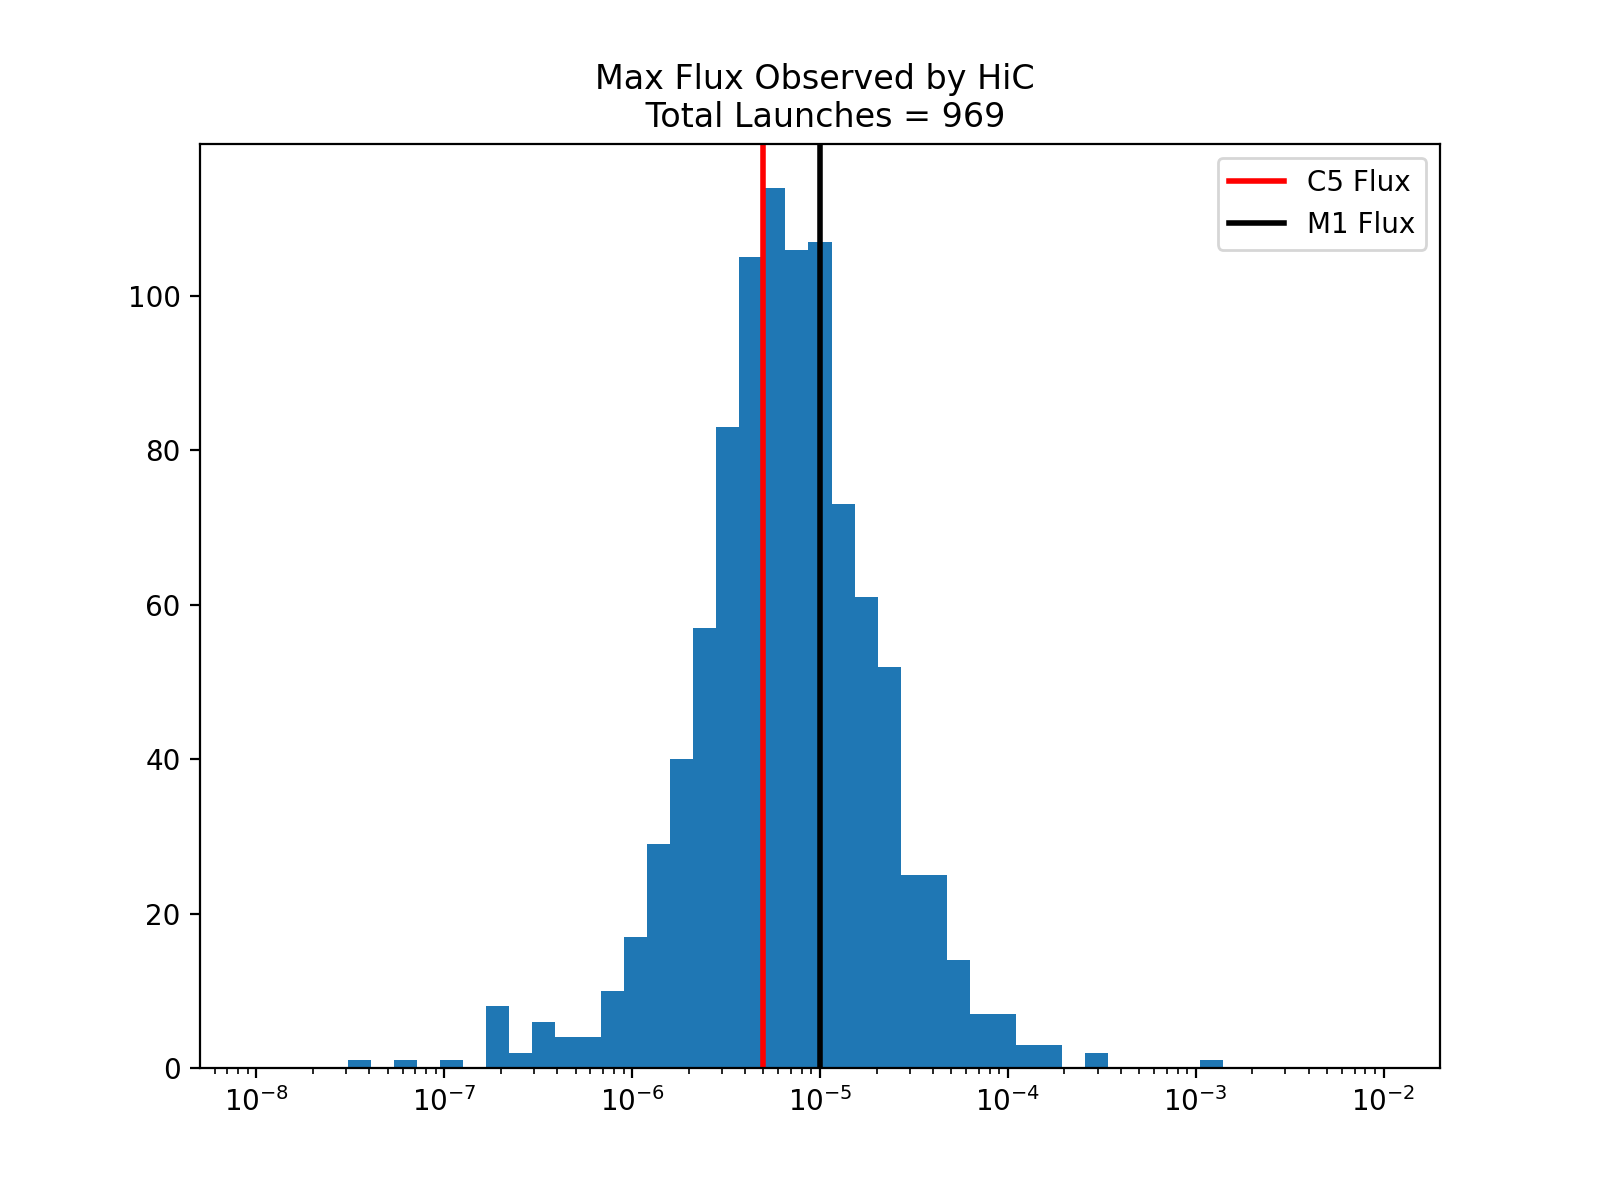 Max Flux Observed by HiC
Total Launches = 969
C5 Flux
M1 Flux
100
80
60
40
20
0
10⁻⁸ 10⁻⁷ 10⁻⁶ 10⁻⁵ 10⁻⁴ 10⁻³ 10⁻²